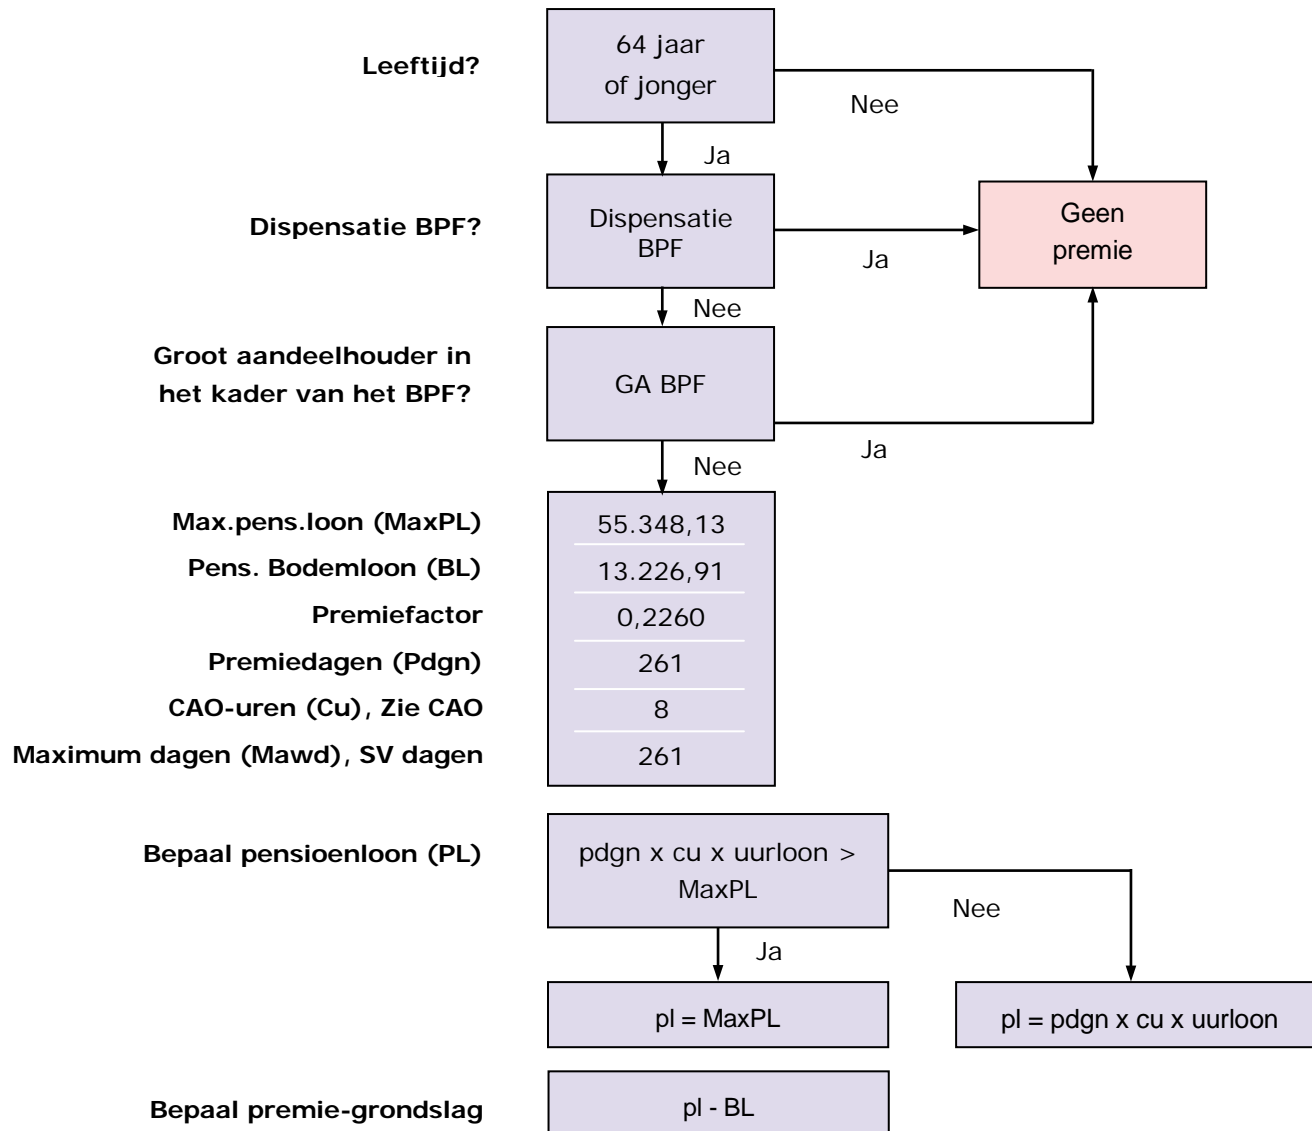 Leeftijd?
64 jaar
of jonger
Nee
Ja
Dispensatie BPF?
Dispensatie
BPF
Ja
Geen
premie
Nee
Groot aandeelhouder in
het kader van het BPF?
GA BPF
Ja
Nee
Max.pens.loon (MaxPL)
55.348,13
Pens. Bodemloon (BL)
13.226,91
Premiefactor
0,2260
Premiedagen (Pdgn)
261
CAO-uren (Cu), Zie CAO
8
Maximum dagen (Mawd), SV dagen
261
Bepaal pensioenloon (PL)
pdgn x cu x uurloon >
MaxPL
Nee
Ja
pl = MaxPL
pl = pdgn x cu x uurloon
Bepaal premie-grondslag
pl - BL